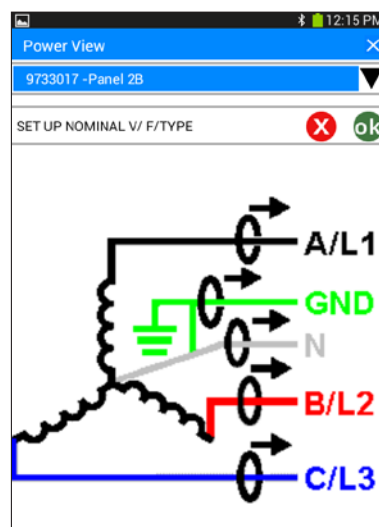 12:15 PM
Power View ×
9733017 -Panel 2B
SET UP NOMINAL V/ F/TYPE X ok
A/L1
GND
N
B/L2
C/L3